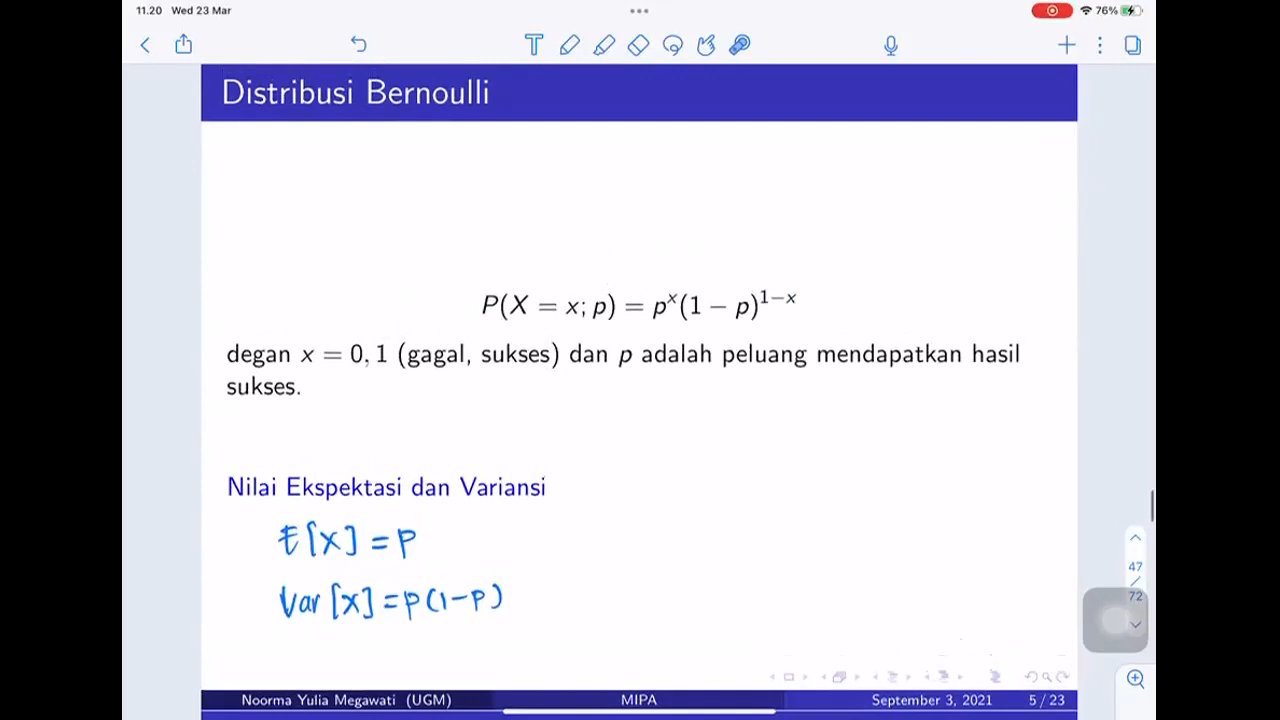 11.20 Wed 23 Mar
76%
Distribusi Bernoulli
P(X = x; p) = p^x(1 − p)^{1−x}
degan x = 0, 1 (gagal, sukses) dan p adalah peluang mendapatkan hasil
sukses.
Nilai Ekspektasi dan Variansi
E[X] = p
Var[X] = p(1-p)
47
/
72
Noorma Yulia Megawati (UGM) MIPA September 3, 2021 5 / 23